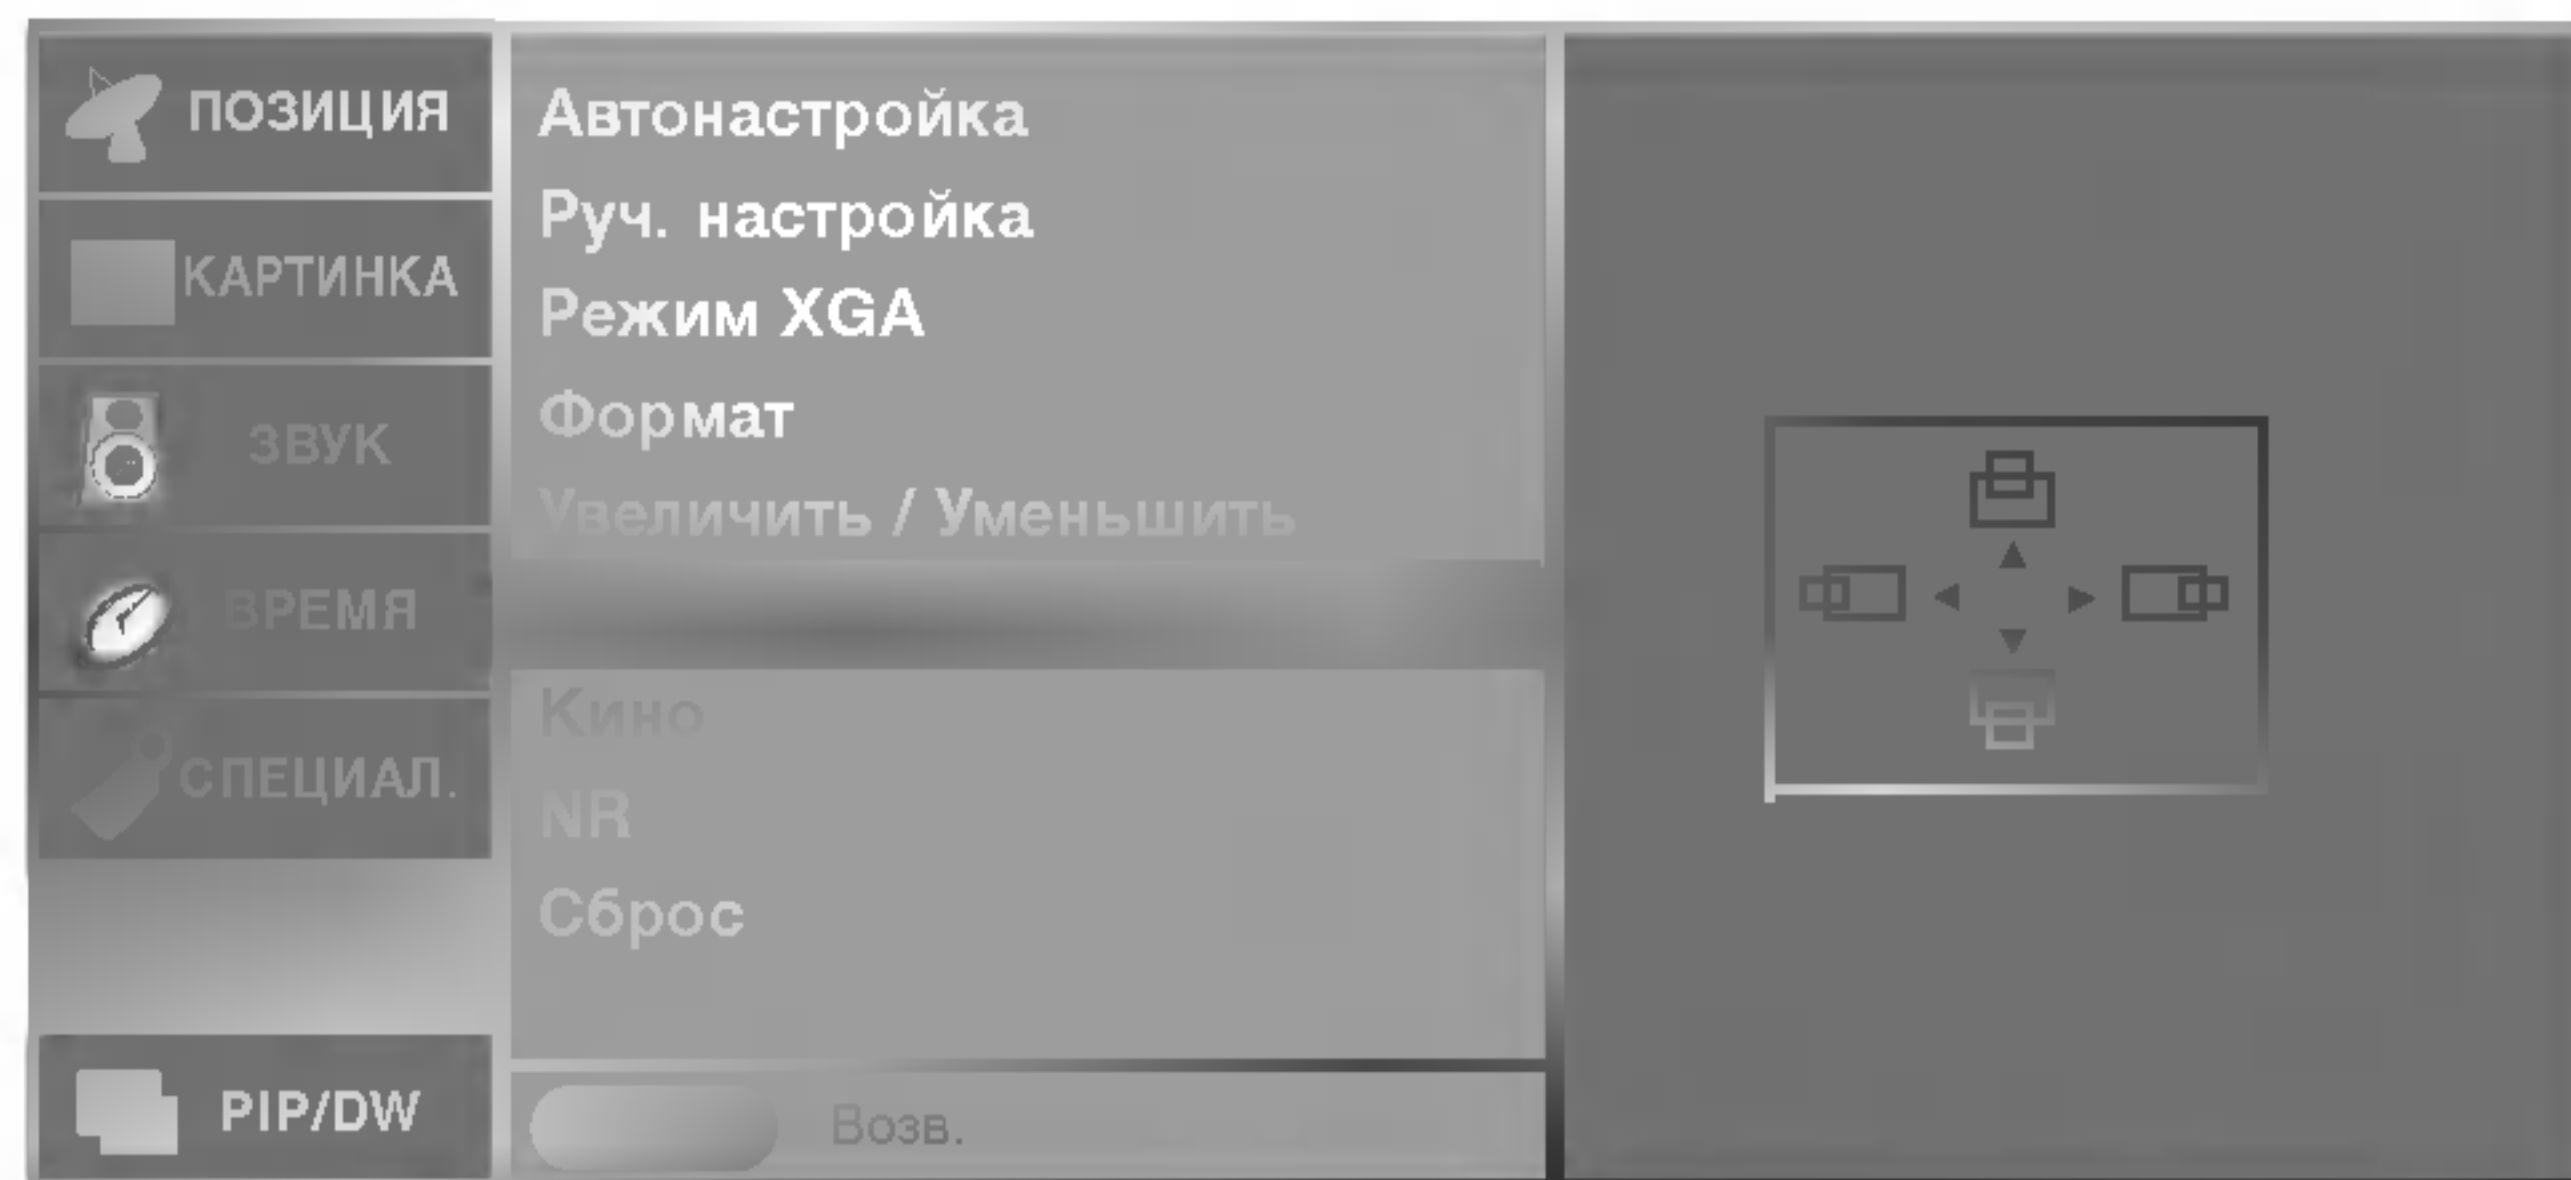 ПОЗИЦИЯ
КАРТИНКА
ЗВУК
ВРЕМЯ
СПЕЦИАЛ.
PIP/DW
Автонастройка
Руч. настройка
Режим XGA
Формат
Увеличить / Уменьшить
Кино
NR
Сброс
Возв.